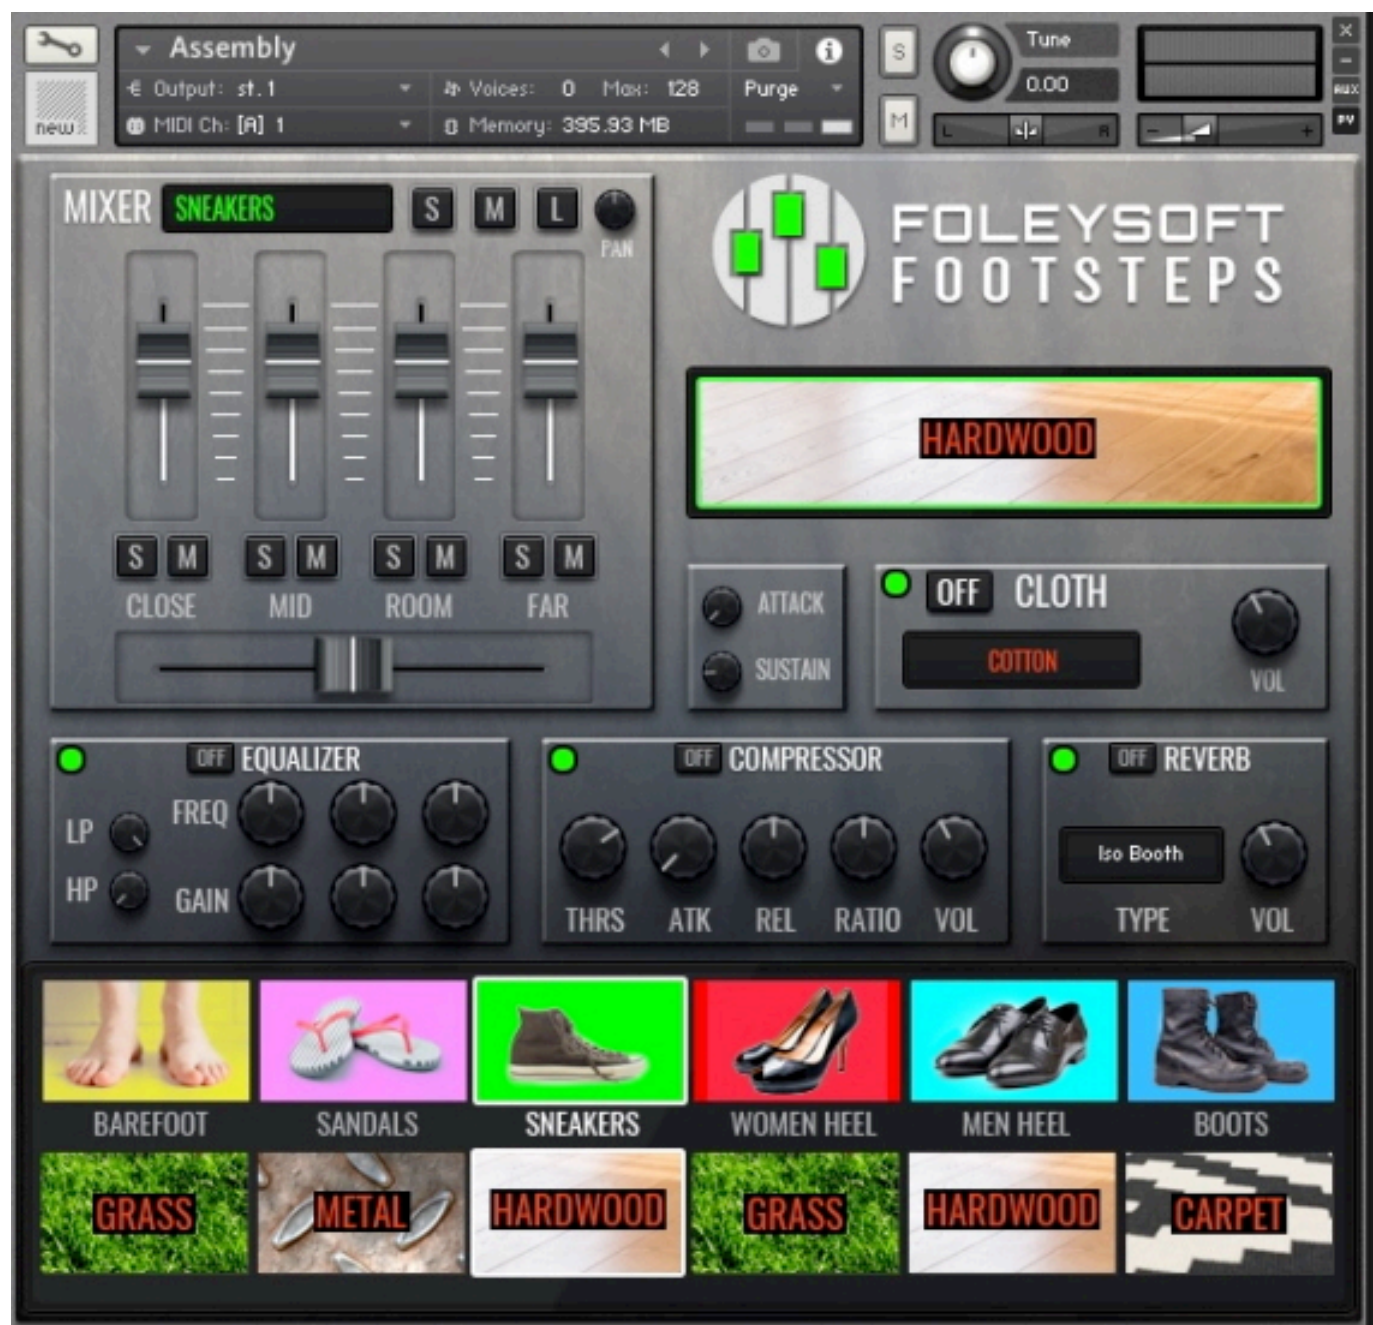 Assembly
Output: st.1
Voices: 0 Max: 128
Purge
MIDI Ch: [A] 1
Memory: 395.93 MB
new
S
M
Tune
0.00
L
R
-
+
X
-
AUX
PV
MIXER
SNEAKERS
S M L
PAN
FOLEYSOFT
FOOTSTEPS
HARDWOOD
S M S M S M S M
CLOSE MID ROOM FAR
ATTACK
SUSTAIN
OFF CLOTH
COTTON
VOL
OFF EQUALIZER
LP
HP
FREQ
GAIN
OFF COMPRESSOR
THRS ATK REL RATIO VOL
OFF REVERB
Iso Booth
TYPE VOL
BAREFOOT SANDALS SNEAKERS WOMEN HEEL MEN HEEL BOOTS
GRASS METAL HARDWOOD GRASS HARDWOOD CARPET